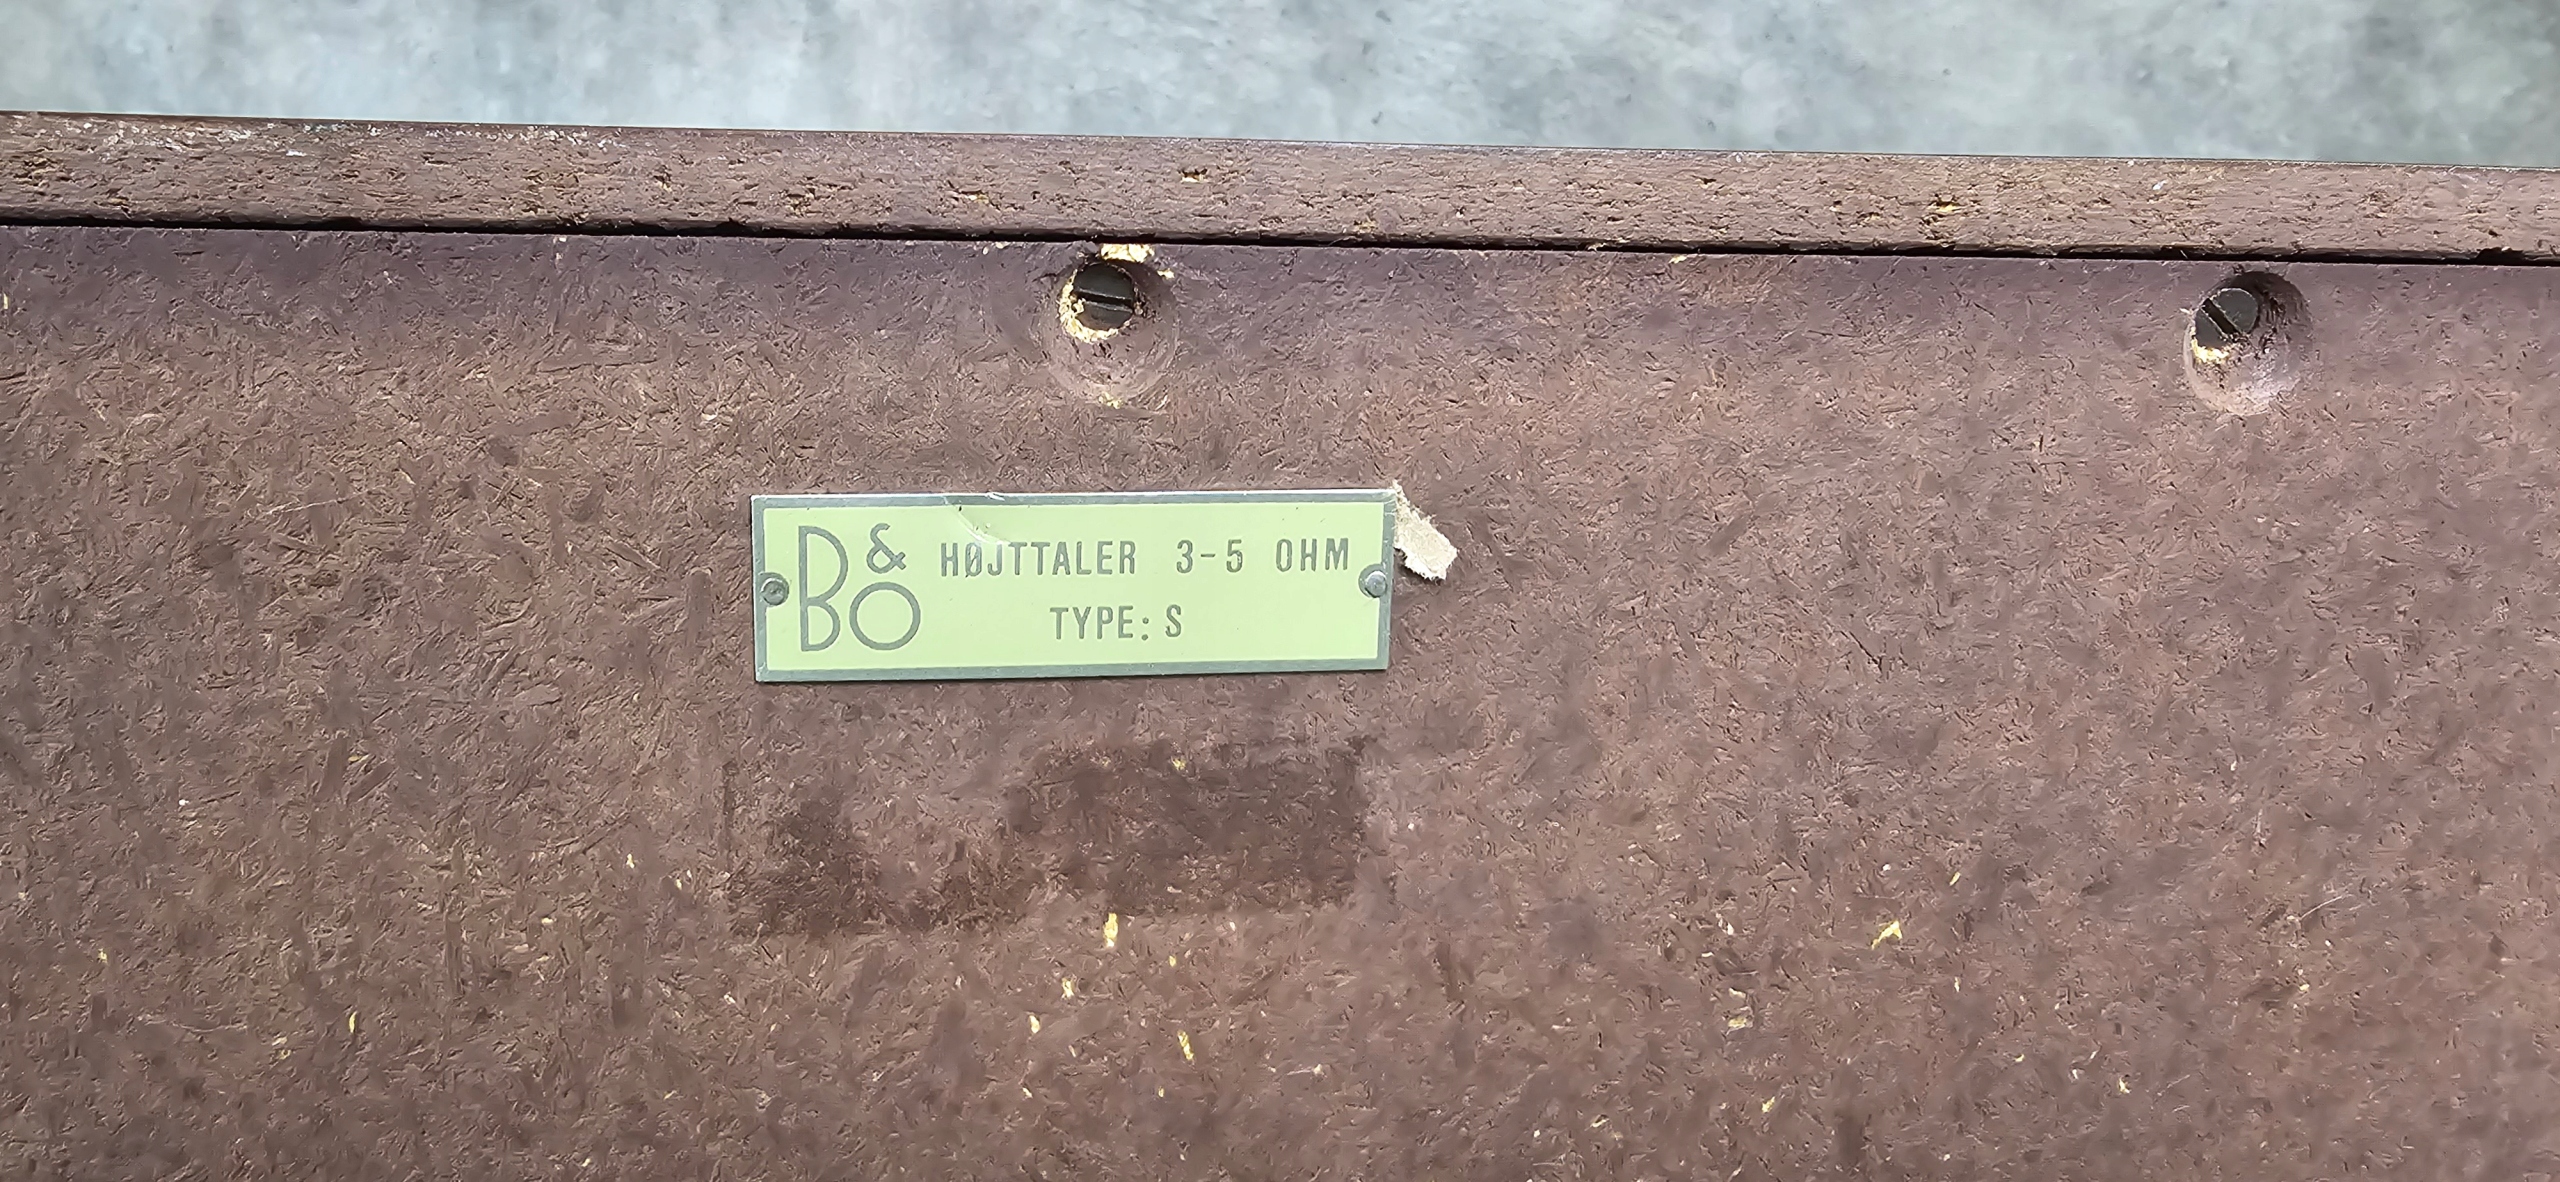 B&O HØJTTALER 3-5 OHM
TYPE: S